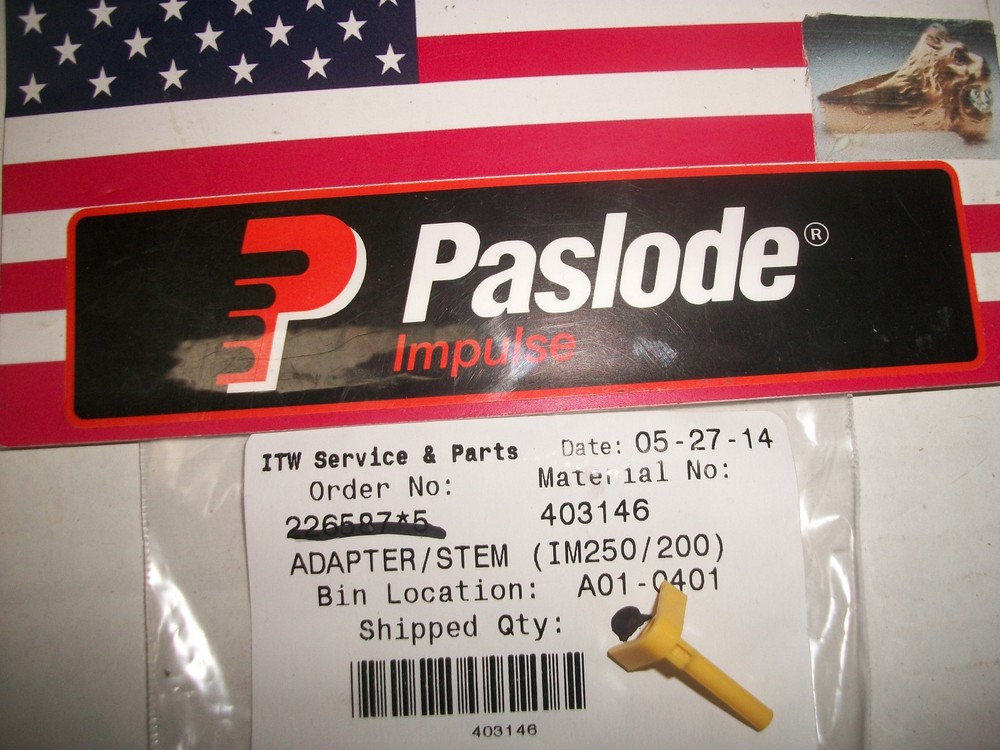 Paslode®
Impulse
ITW Service & Parts
Date: 05-27-14
Order No:
Material No:
226587*5
403146
ADAPTER/STEM (IM250/200)
Bin Location: A01-0401
Shipped Qty:
403146